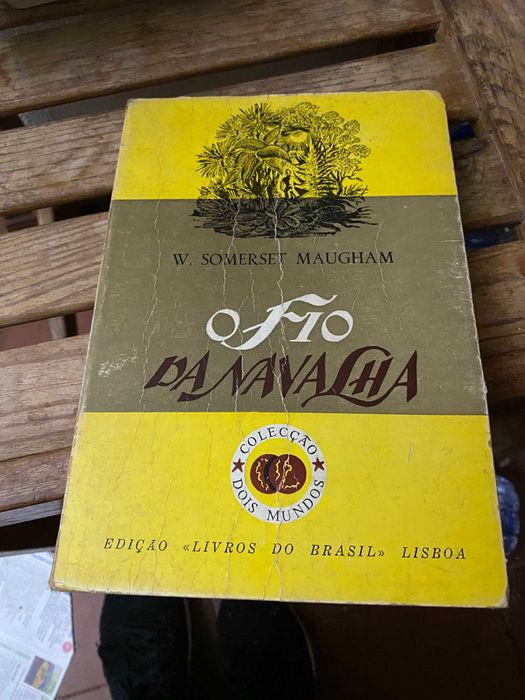 W. SOMERSET MAUGHAM
O FIO
DA NAVALHA
COLECÇÃO
DOIS MUNDOS
EDIÇÃO «LIVROS DO BRASIL» LISBOA